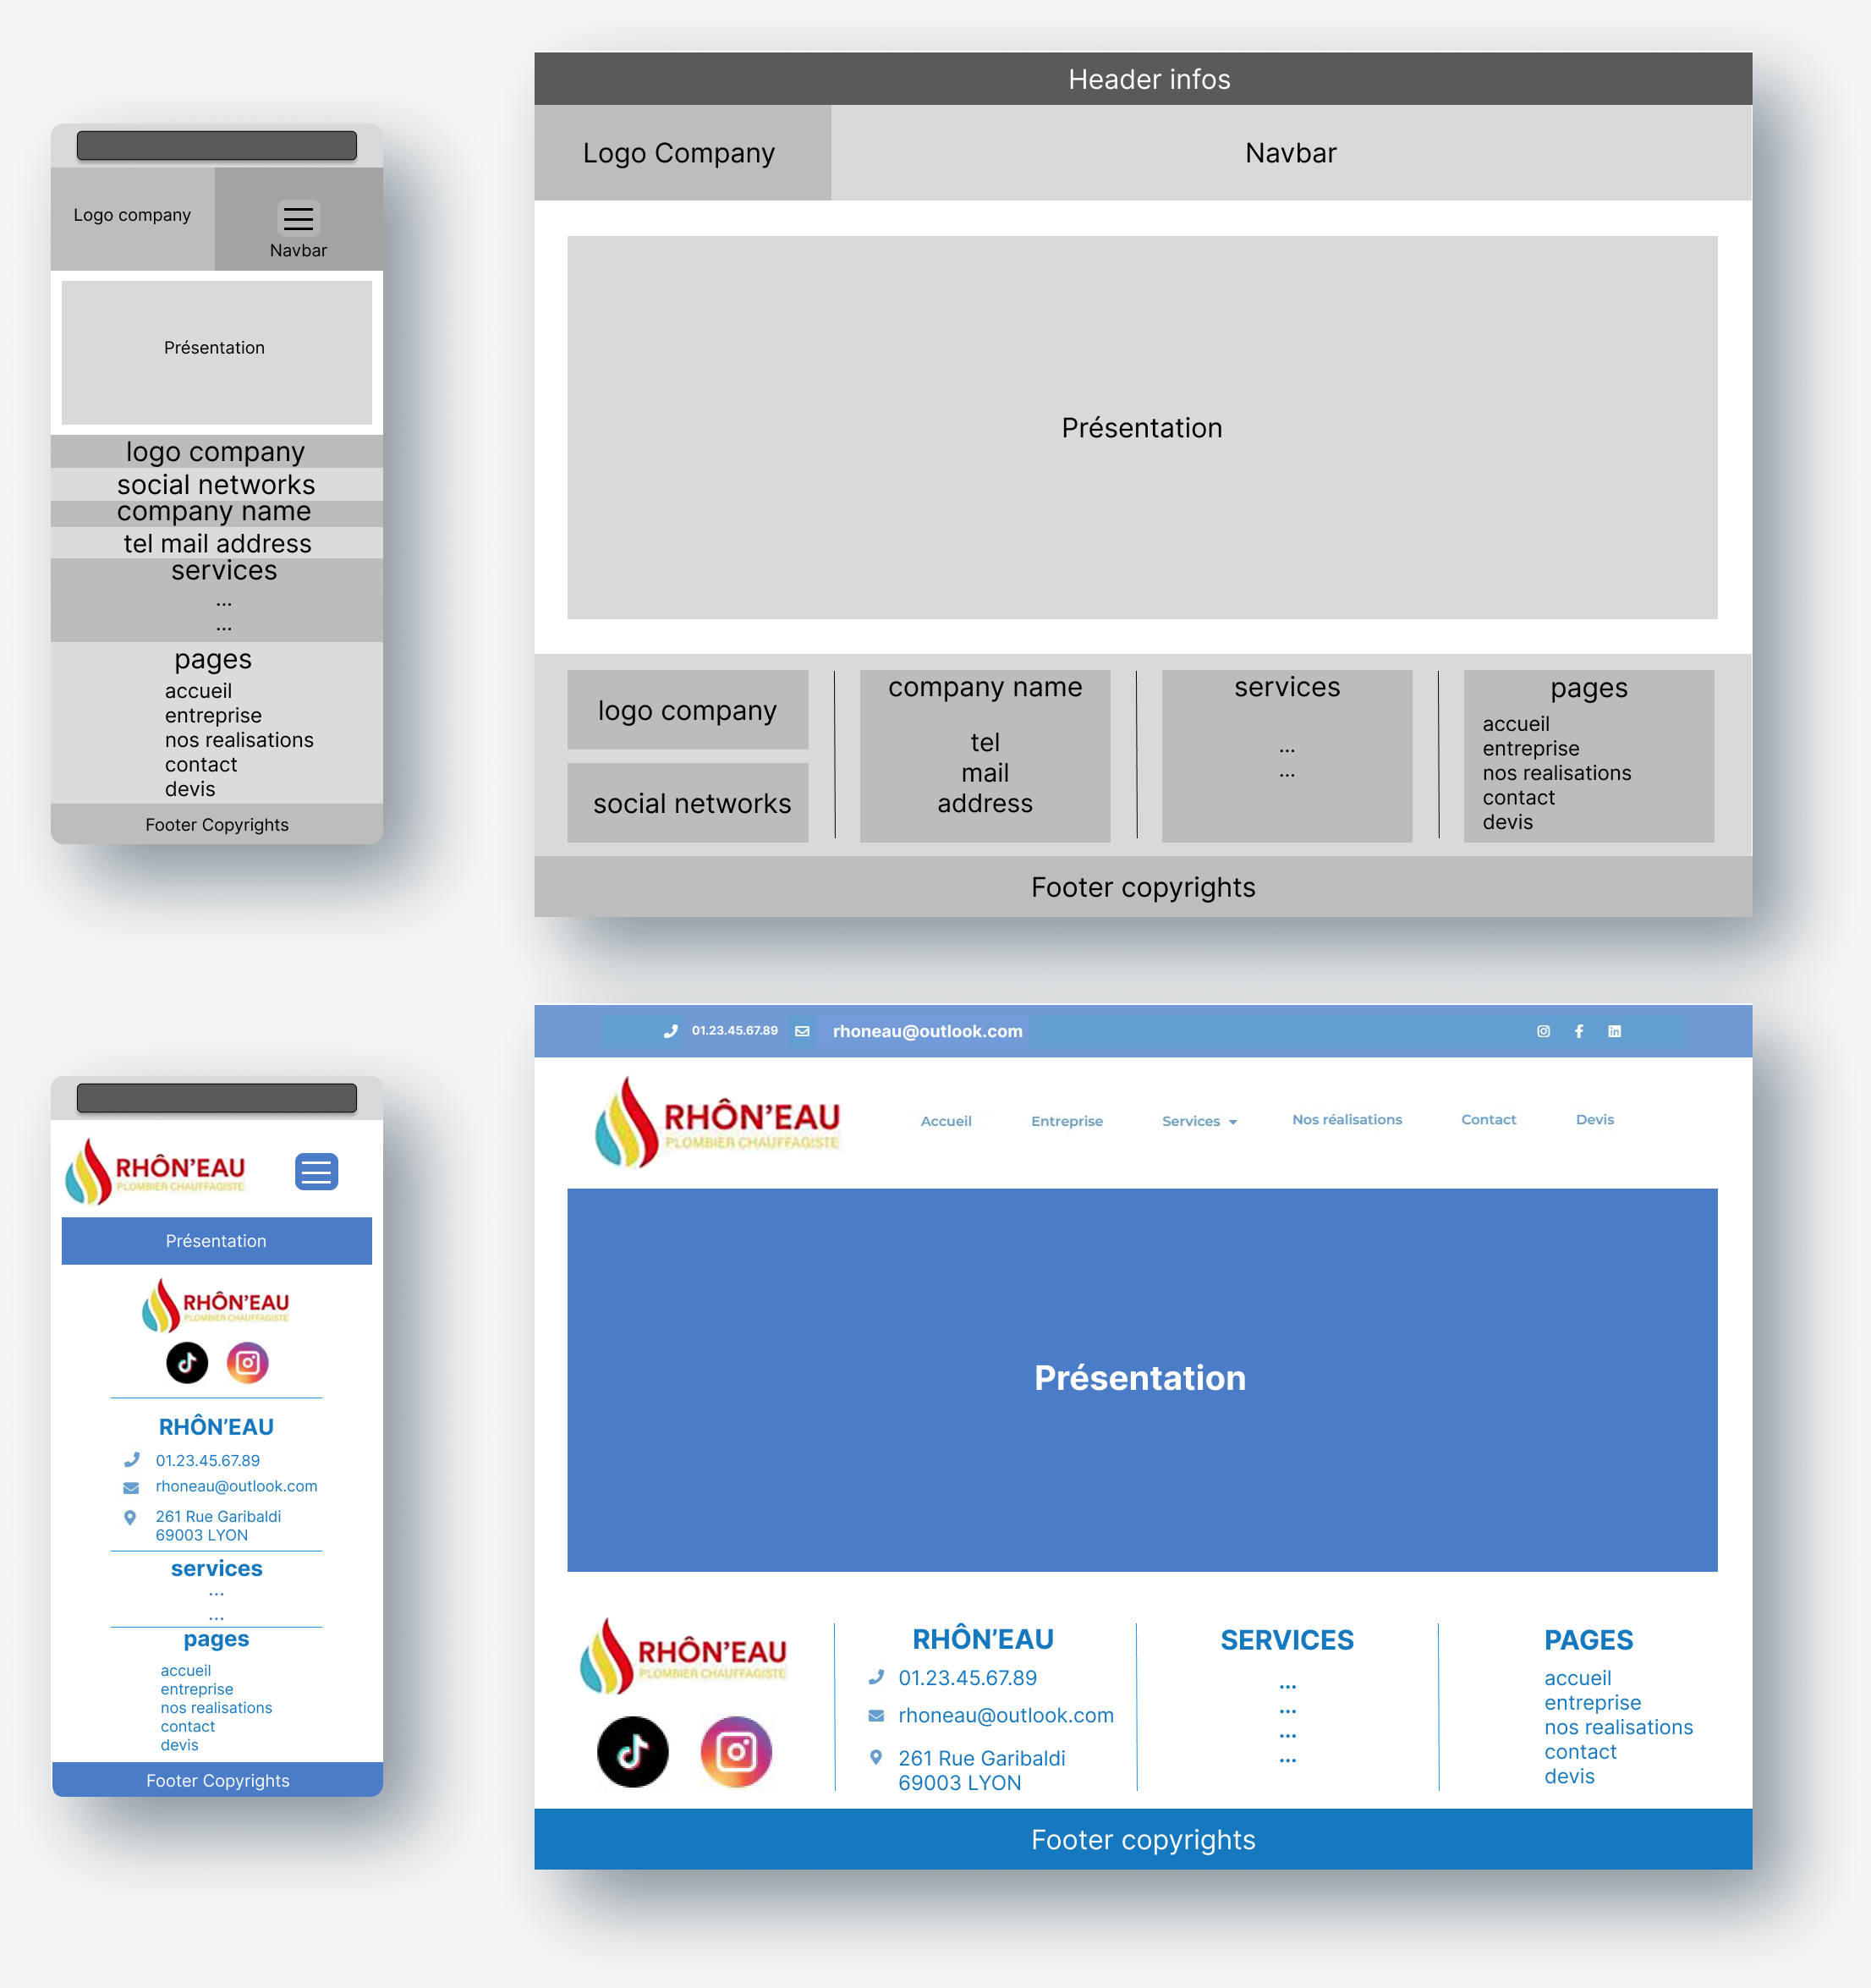 Logo company
Navbar
Présentation
logo company
social networks
company name
tel mail address
services
...
...
pages
accueil
entreprise
nos realisations
contact
devis
Footer Copyrights
Header infos
Logo Company
Navbar
Présentation
logo company
social networks
company name
tel
mail
address
services
...
...
pages
accueil
entreprise
nos realisations
contact
devis
Footer copyrights
RHÔN'EAU
PLOMBIER CHAUFFAGISTE
Présentation
RHÔN'EAU
PLOMBIER CHAUFFAGISTE
RHÔN'EAU
01.23.45.67.89
rhoneau@outlook.com
261 Rue Garibaldi
69003 LYON
services
...
...
pages
accueil
entreprise
nos realisations
contact
devis
Footer Copyrights
01.23.45.67.89 rhoneau@outlook.com
RHÔN'EAU
PLOMBIER CHAUFFAGISTE
Accueil Entreprise Services Nos réalisations Contact Devis
Présentation
RHÔN'EAU
PLOMBIER CHAUFFAGISTE
RHÔN'EAU
01.23.45.67.89
rhoneau@outlook.com
261 Rue Garibaldi
69003 LYON
SERVICES
...
...
...
...
PAGES
accueil
entreprise
nos realisations
contact
devis
Footer copyrights